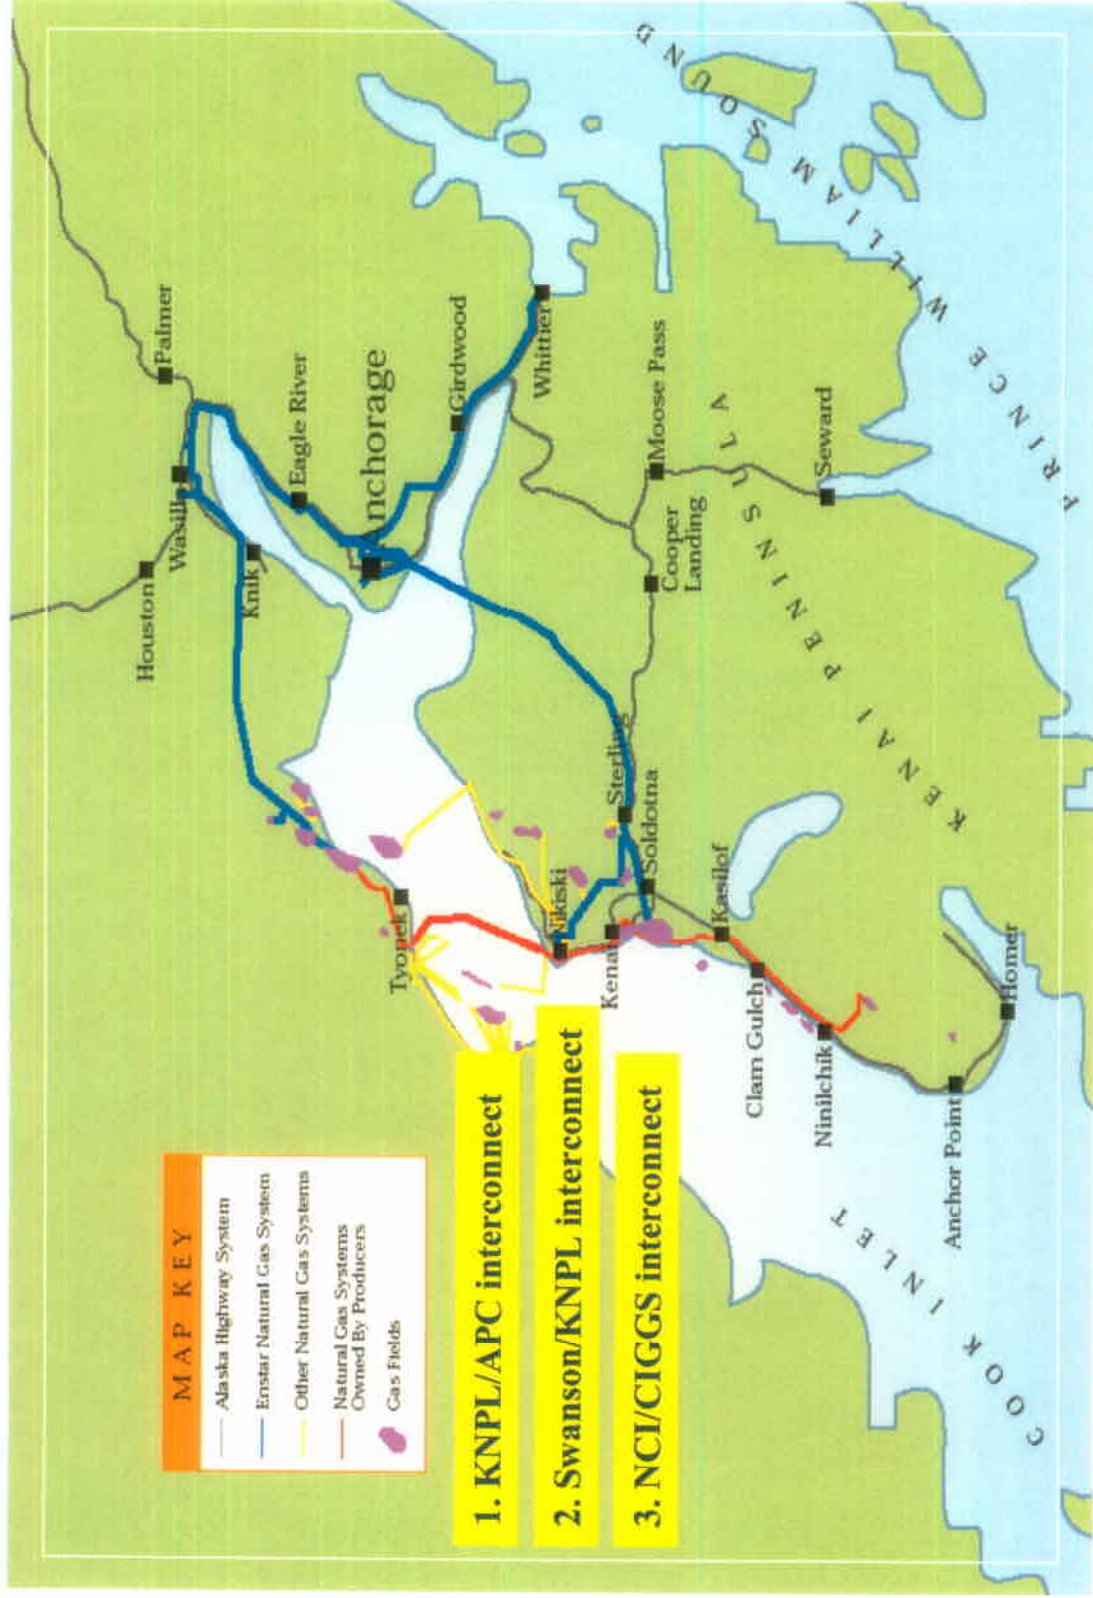 MAP KEY
Alaska Highway System
Enstar Natural Gas System
Other Natural Gas Systems
Natural Gas Systems
Owned By Producers
Gas Fields
1. KNPL/APC interconnect
2. Swanson/KNPL interconnect
3. NCI/CIGGS interconnect
Houston
Palmer
Wasilla
Knik
Eagle River
Anchorage
Girdwood
Whittier
Tyonek
Nikiski
Kenai
Sterling
Soldotna
Cooper
Landing
Moose Pass
Seward
Kasilof
Clam Gulch
Ninilchik
Anchor Point
Homer
COOK INLET
KENAI PENINSULA
PRINCE WILLIAM SOUND